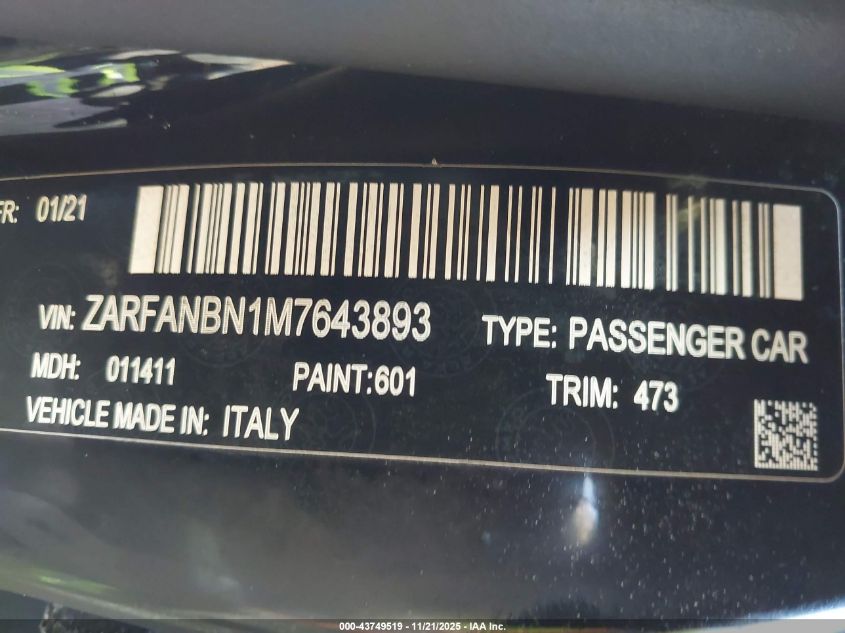 FR: 01/21
VIN: ZARFANBN1M7643893 TYPE: PASSENGER CAR
MDH: 011411 PAINT:601 TRIM: 473
VEHICLE MADE IN: ITALY
000-43749519 - 11/21/2025 - IAA Inc.